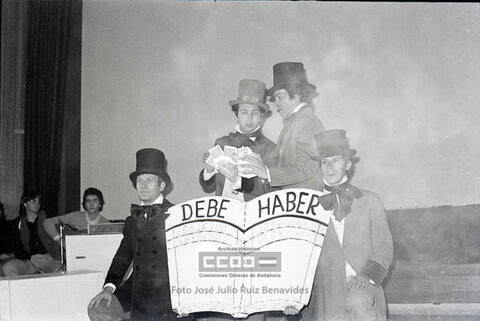 DEBE HABER
Archivo Histórico
CCOO
Comisiones Obreras de Andalucía
Foto José Julio Ruiz Benavides